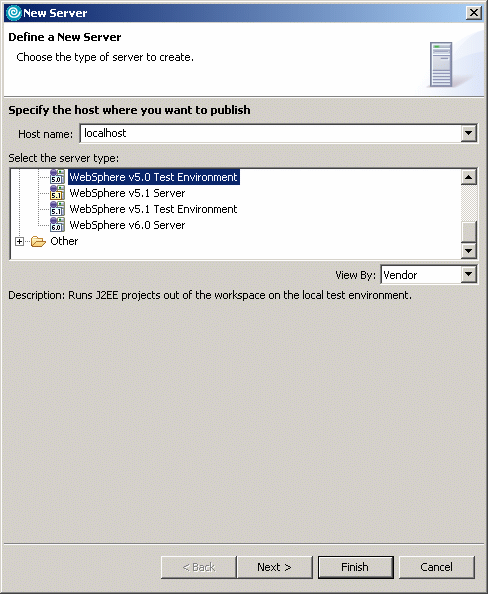 New Server
Define a New Server
Choose the type of server to create.
Specify the host where you want to publish
Host name: localhost
Select the server type:
5.0 WebSphere v5.0 Test Environment
5.1 WebSphere v5.1 Server
5.1 WebSphere v5.1 Test Environment
6.0 WebSphere v6.0 Server
Other
View By: Vendor
Description: Runs J2EE projects out of the workspace on the local test environment.
< Back Next > Finish Cancel